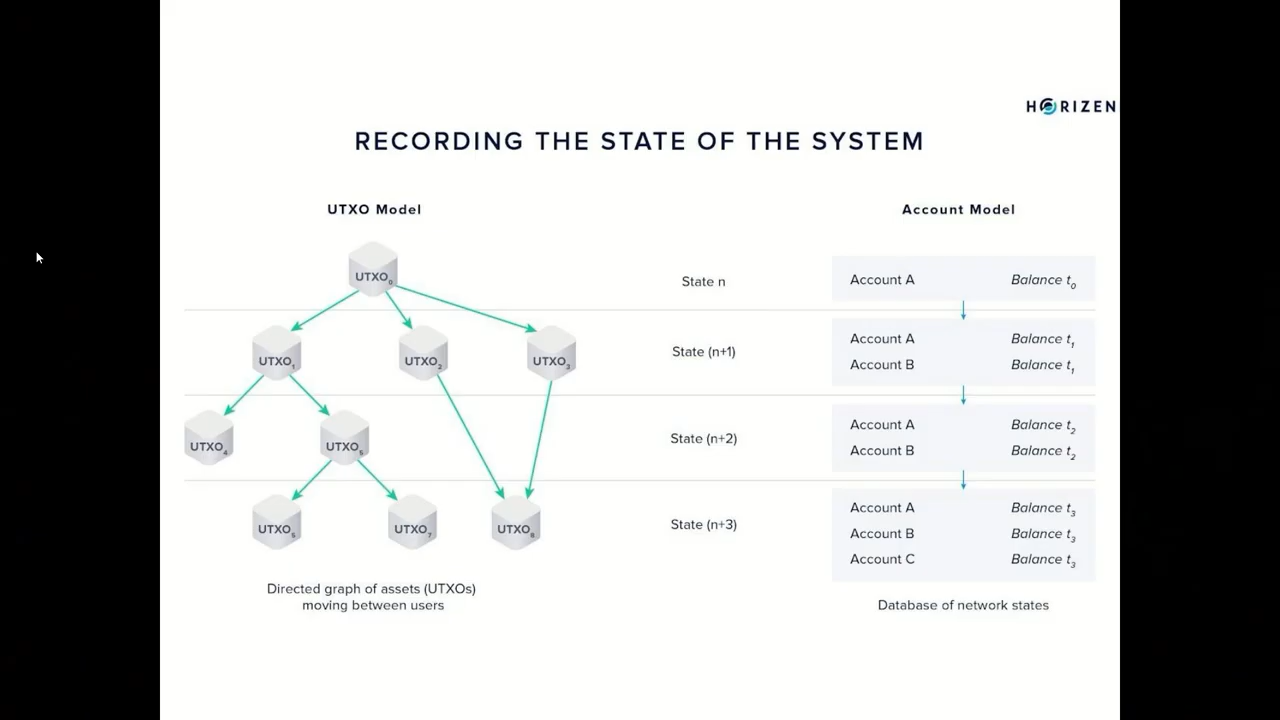 HORIZEN
RECORDING THE STATE OF THE SYSTEM
UTXO Model
Account Model
UTXO₀
State n
Account A Balance t₀
UTXO₁ UTXO₂ UTXO₃
State (n+1)
Account A Balance t₁
Account B Balance t₁
UTXO₄ UTXO₅
State (n+2)
Account A Balance t₂
Account B Balance t₂
UTXO₆ UTXO₇ UTXO₈
State (n+3)
Account A Balance t₃
Account B Balance t₃
Account C Balance t₃
Directed graph of assets (UTXOs)
moving between users
Database of network states